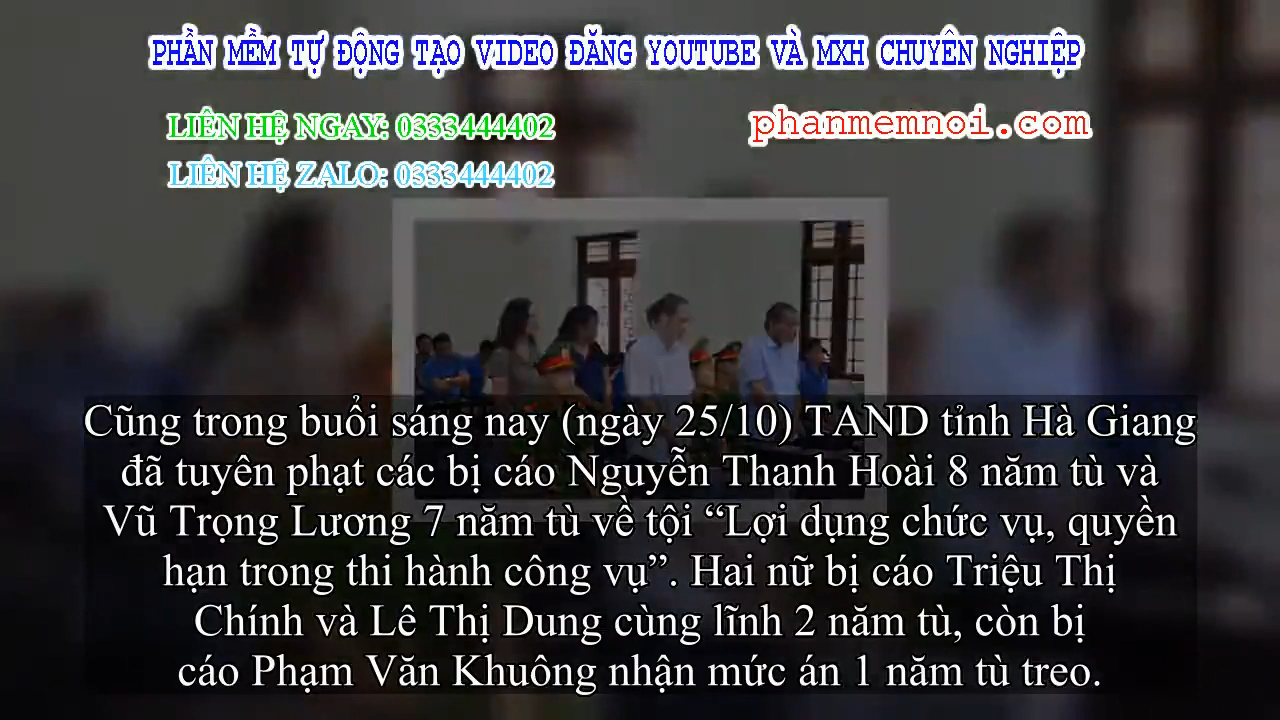 PHẦN MỀM TỰ ĐỘNG TẠO VIDEO ĐĂNG YOUTUBE VÀ MXH CHUYÊN NGHIỆP
LIÊN HỆ NGAY: 0333444402
phanmemnoi.com
LIÊN HỆ ZALO: 0333444402
Cũng trong buổi sáng nay (ngày 25/10) TAND tỉnh Hà Giang
đã tuyên phạt các bị cáo Nguyễn Thanh Hoài 8 năm tù và
Vũ Trọng Lương 7 năm tù về tội “Lợi dụng chức vụ, quyền
hạn trong thi hành công vụ”. Hai nữ bị cáo Triệu Thị
Chính và Lê Thị Dung cùng lĩnh 2 năm tù, còn bị
cáo Phạm Văn Khuông nhận mức án 1 năm tù treo.